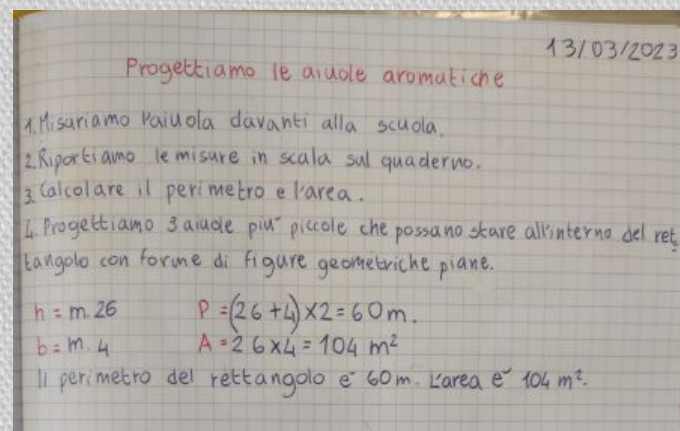 13/03/2023
Progettiamo le aiuole aromatiche
1. Misuriamo l'aiuola davanti alla scuola.
2. Riportiamo le misure in scala sul quaderno.
3. Calcolare il perimetro e l'area.
4. Progettiamo 3 aiuole più piccole che possano stare all'interno del ret
tangolo con forme di figure geometriche piane.
h = m. 26 P = (26+4)×2 = 60 m.
b = m. 4 A = 26×4 = 104 m²
Il perimetro del rettangolo è 60 m. L'area è 104 m².